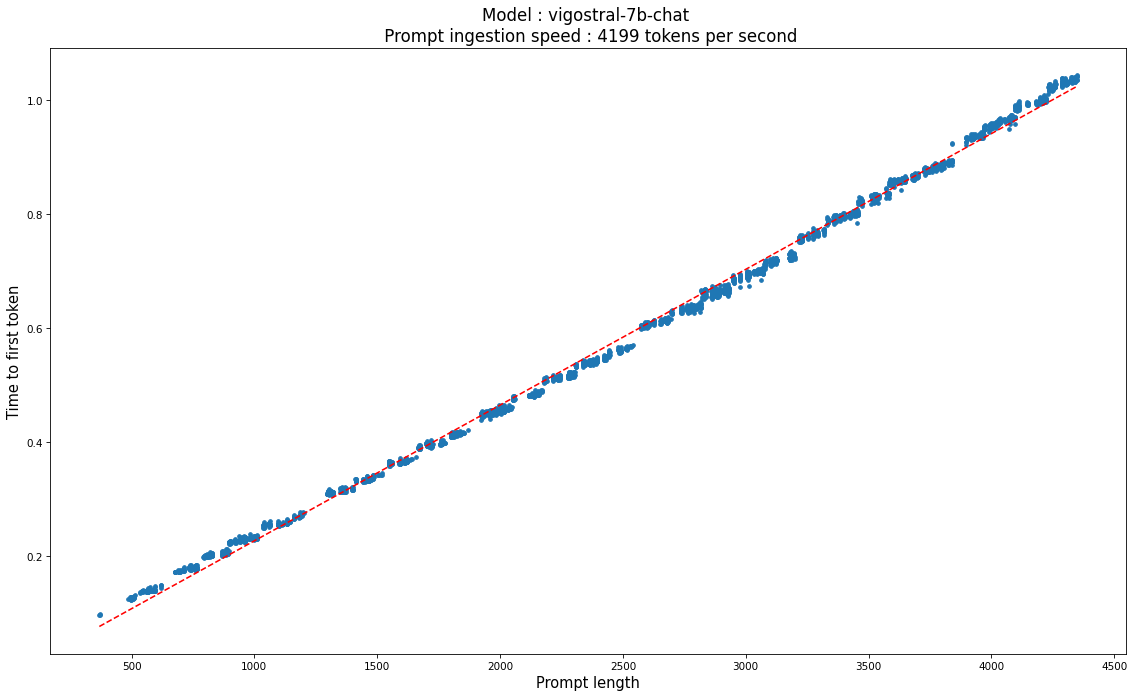 Model : vigostral-7b-chat
Prompt ingestion speed : 4199 tokens per second
Time to first token
1.0
0.8
0.6
0.4
0.2
500 1000 1500 2000 2500 3000 3500 4000 4500
Prompt length